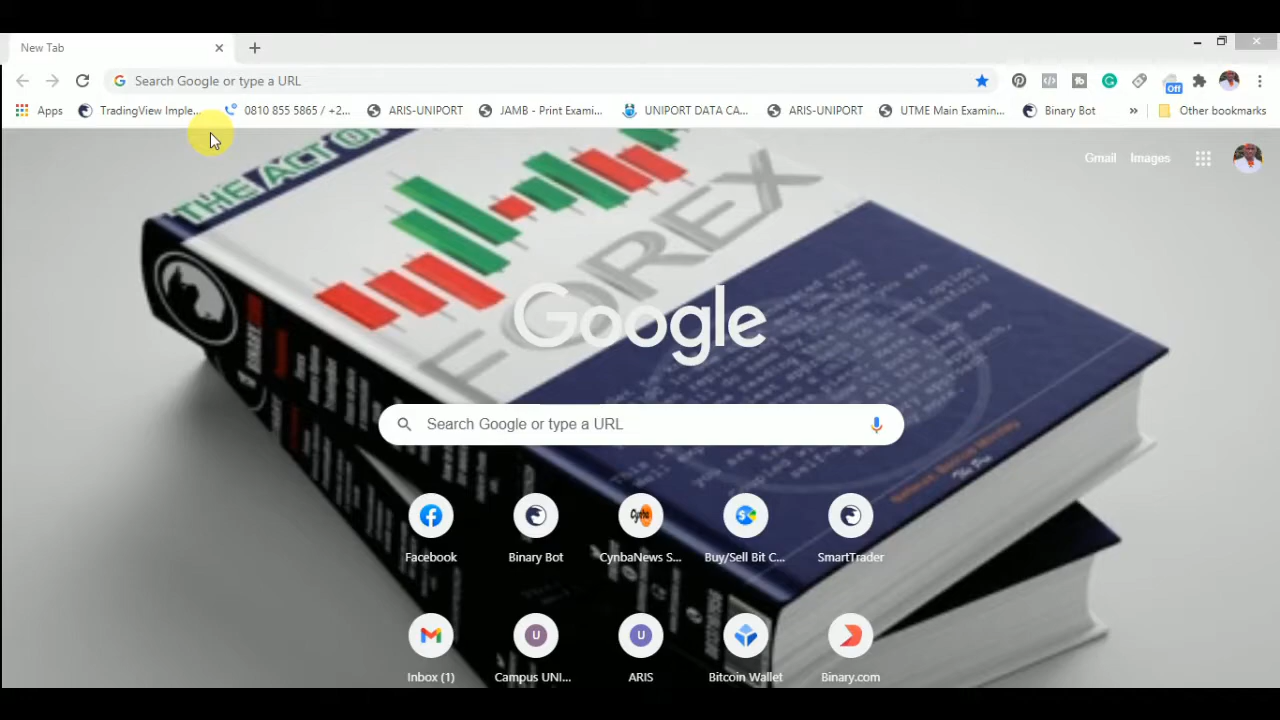 New Tab
Search Google or type a URL
Apps
TradingView Imple...
0810 855 5865 / +2...
ARIS-UNIPORT
JAMB - Print Exami...
UNIPORT DATA CA...
ARIS-UNIPORT
UTME Main Examin...
Binary Bot
»
Other bookmarks
Off
Gmail
Images
THE ACT OF
FOREX
Google
Search Google or type a URL
Facebook
Binary Bot
CynbaNews S...
Buy/Sell Bit C...
SmartTrader
Inbox (1)
Campus UNI...
ARIS
Bitcoin Wallet
Binary.com